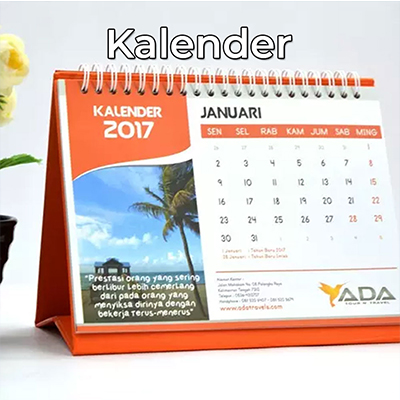 Kalender
KALENDER
2017
JANUARI
SEN SEL RAB KAM JUM SAB MING
2 3 4 5 6 7 8
9 10 11 12 13 14 15
16 17 18 19 20 21 22
23 24 25 26 27 28 29
30 31
1 Januari : Tahun Baru 2017
28 Januari : Tahun Baru Imlek
"Prestasi orang yang sering
berlibur lebih cemerlang
dari pada orang yang
menyiksa dirinya dengan
bekerja terus-menerus"
www.adatravels.com
ADA
TOUR & TRAVEL